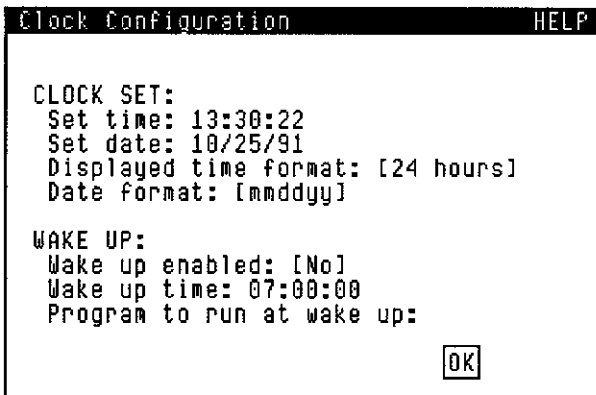 Clock Configuration HELP
CLOCK SET:
Set time: 13:30:22
Set date: 10/25/91
Displayed time format: [24 hours]
Date format: [mmddyy]
WAKE UP:
Wake up enabled: [No]
Wake up time: 07:00:00
Program to run at wake up:
OK